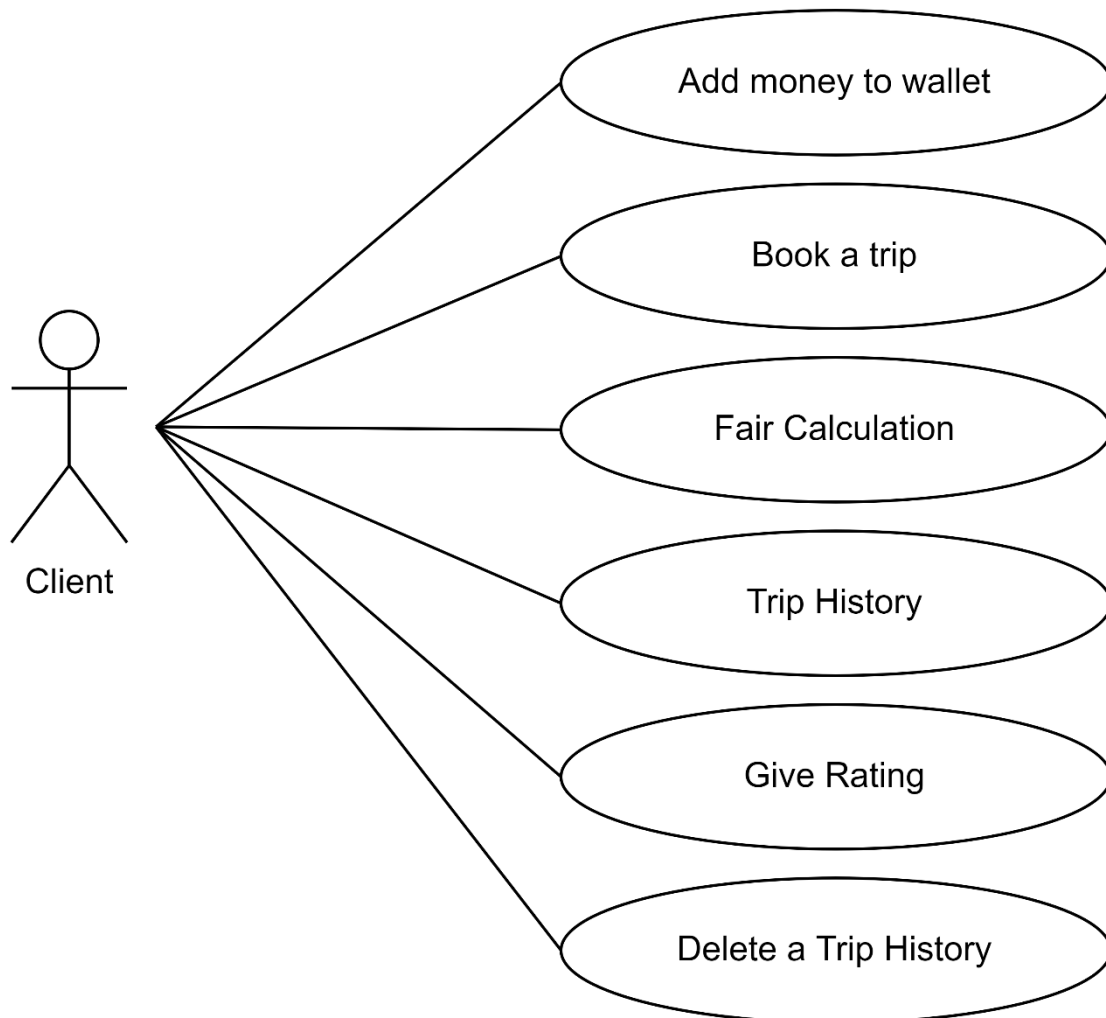 Add money to wallet
Book a trip
Fair Calculation
Client
Trip History
Give Rating
Delete a Trip History